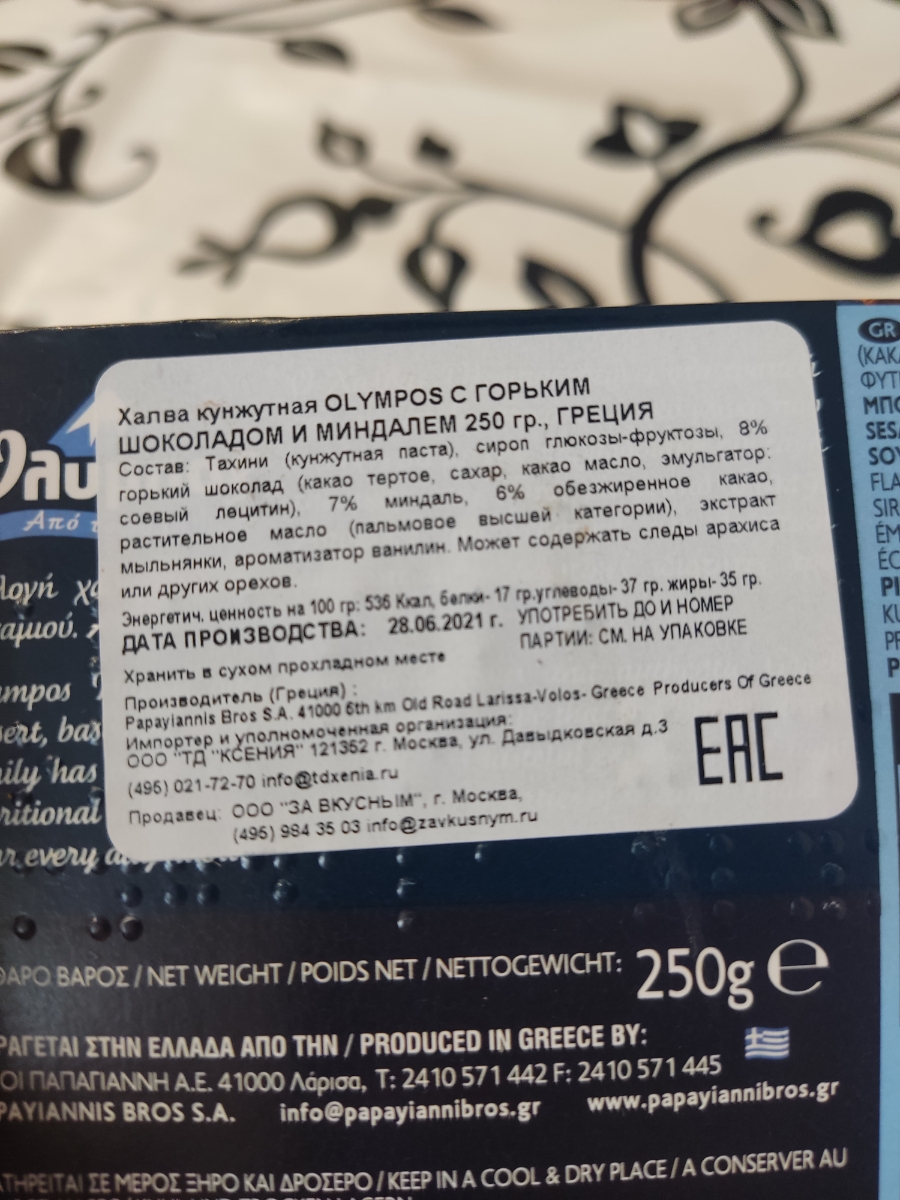 Халва кунжутная OLYMPOS С ГОРЬКИМ
ШОКОЛАДОМ И МИНДАЛЕМ 250 гр., ГРЕЦИЯ
Состав: Тахини (кунжутная паста), сироп глюкозы-фруктозы, 8%
горький шоколад (какао тертое, сахар, какао масло, эмульгатор:
соевый лецитин), 7% миндаль, 6% обезжиренное какао,
растительное масло (пальмовое высшей категории), экстракт
мыльнянки, ароматизатор ванилин. Может содержать следы арахиса
или других орехов.
Энергетич. ценность на 100 гр: 536 Ккал, белки- 17 гр.углеводы- 37 гр. жиры- 35 гр.
ДАТА ПРОИЗВОДСТВА: 28.06.2021 г. УПОТРЕБИТЬ ДО И НОМЕР
ПАРТИИ: СМ. НА УПАКОВКЕ
Хранить в сухом прохладном месте
Производитель (Греция) :
Papayiannis Bros S.A. 41000 6th km Old Road Larissa-Volos- Greece Producers Of Greece
Импортер и уполномоченная организация:
ООО "ТД "КСЕНИЯ" 121352 г. Москва, ул. Давыдковская д.3
(495) 021-72-70 info@tdxenia.ru
EAC
Продавец: ООО "ЗА ВКУСНЫМ", г. Москва,
(495) 984 35 03 info@zavkusnym.ru
Από
mpos
ert, bas
ily has
ritional
r every
ΒΑΡΟΣ / NET WEIGHT / POIDS NET / NETTOGEWICHT: 250g e
ΡΑΓΕΤΑΙ ΣΤΗΝ ΕΛΛΑΔΑ ΑΠΟ ΤΗΝ / PRODUCED IN GREECE BY:
ΟΙ ΠΑΠΑΓΙΑΝΝΗ Α.Ε. 41000 Λάρισα, T: 2410 571 442 F: 2410 571 445
PAYIANNIS BROS S.A. info@papayiannibros.gr www.papayiannibros.gr
ΤΗΡΕΙΤΑΙ ΣΕ ΜΕΡΟΣ ΞΗΡΟ ΚΑΙ ΔΡΟΣΕΡΟ / KEEP IN A COOL & DRY PLACE / A CONSERVER AU
GR
(ΚΑΚ
ΦΥΤ
ΜΠΟ
SES
SOY
FLA
SIR
ÉM
ÉC
PI
KU
PF
P